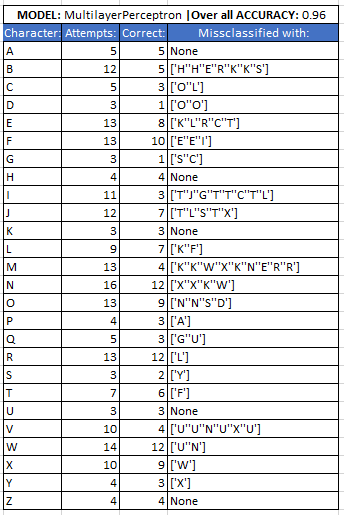 MODEL: MultilayerPerceptron |Over all ACCURACY: 0.96
Character: Attempts: Correct: Missclassified with:
A 5 5 None
B 12 5 ['H''H''E''R''K''K''S']
C 5 3 ['O''L']
D 3 1 ['O''O']
E 13 8 ['K''L''R''C''T']
F 13 10 ['E''E''I']
G 3 1 ['S''C']
H 4 4 None
I 11 3 ['T''J''G''T''T''C''T''L']
J 12 7 ['T''L''S''T''X']
K 3 3 None
L 9 7 ['K''F']
M 13 4 ['K''K''W''X''K''N''E''R''R']
N 16 12 ['X''X''K''W']
O 13 9 ['N''N''S''D']
P 4 3 ['A']
Q 5 3 ['G''U']
R 13 12 ['L']
S 3 2 ['Y']
T 7 6 ['F']
U 3 3 None
V 10 4 ['U''U''N''U''X''U']
W 14 12 ['U''N']
X 10 9 ['W']
Y 4 3 ['X']
Z 4 4 None